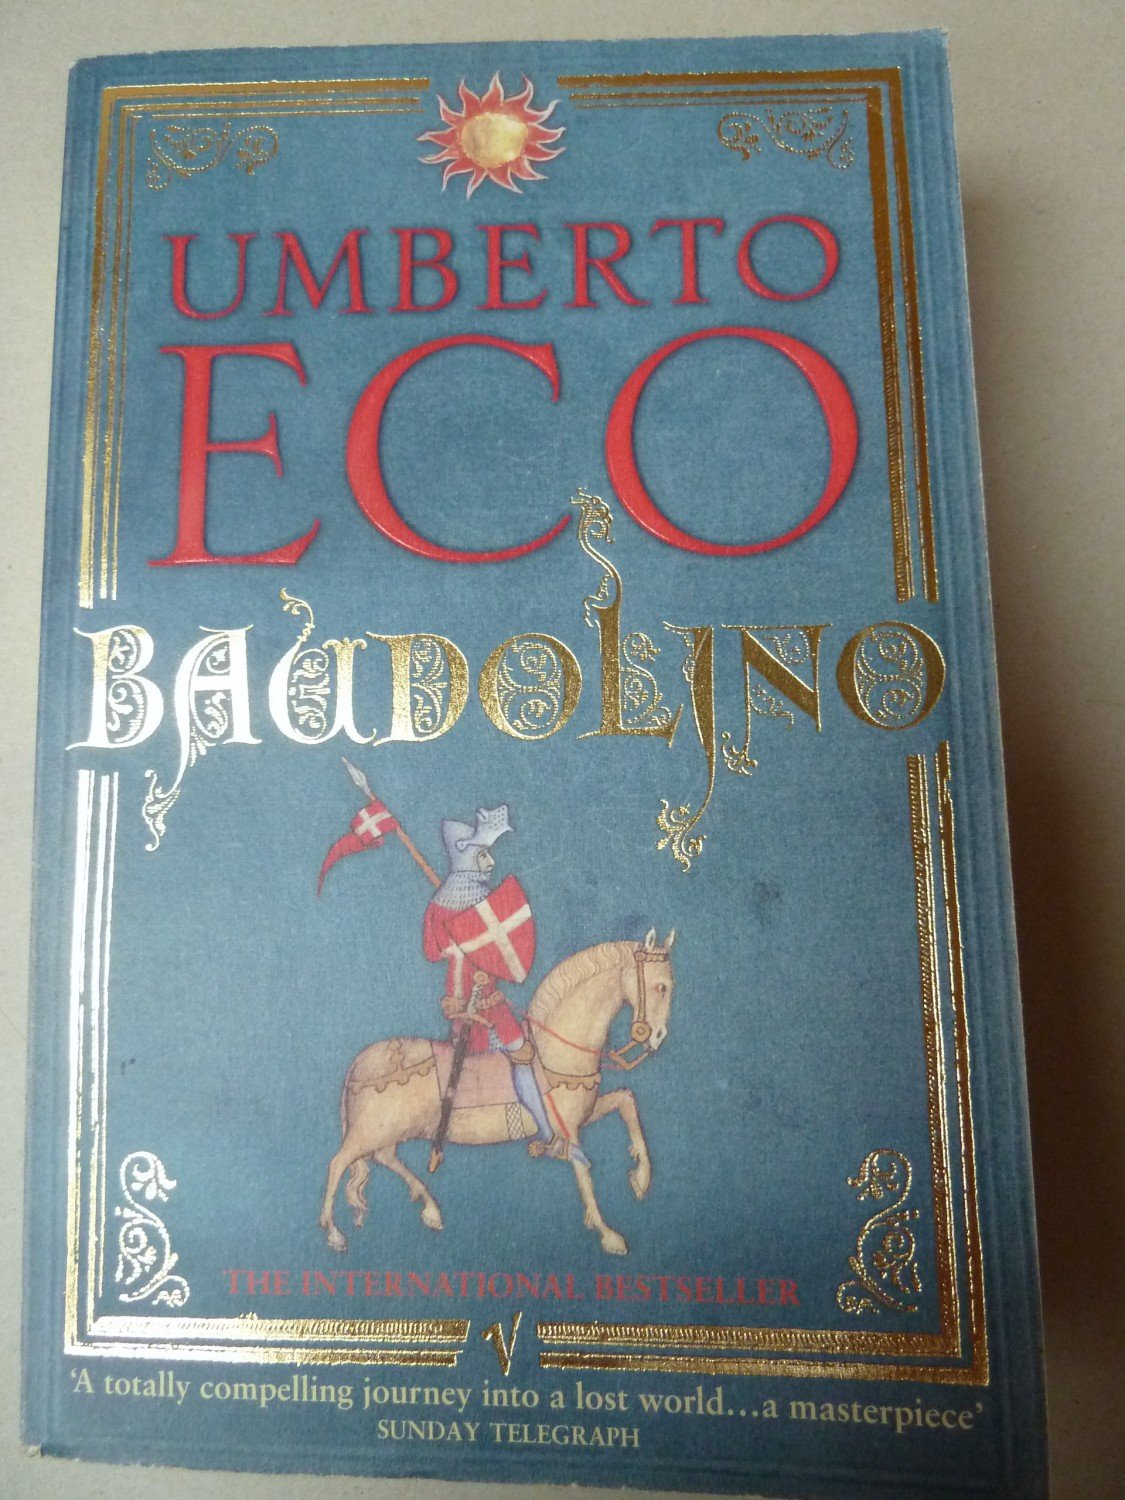 UMBERTO
ECO
BAUDOLINO
THE INTERNATIONAL BESTSELLER
V
‘A totally compelling journey into a lost world...a masterpiece’
SUNDAY TELEGRAPH